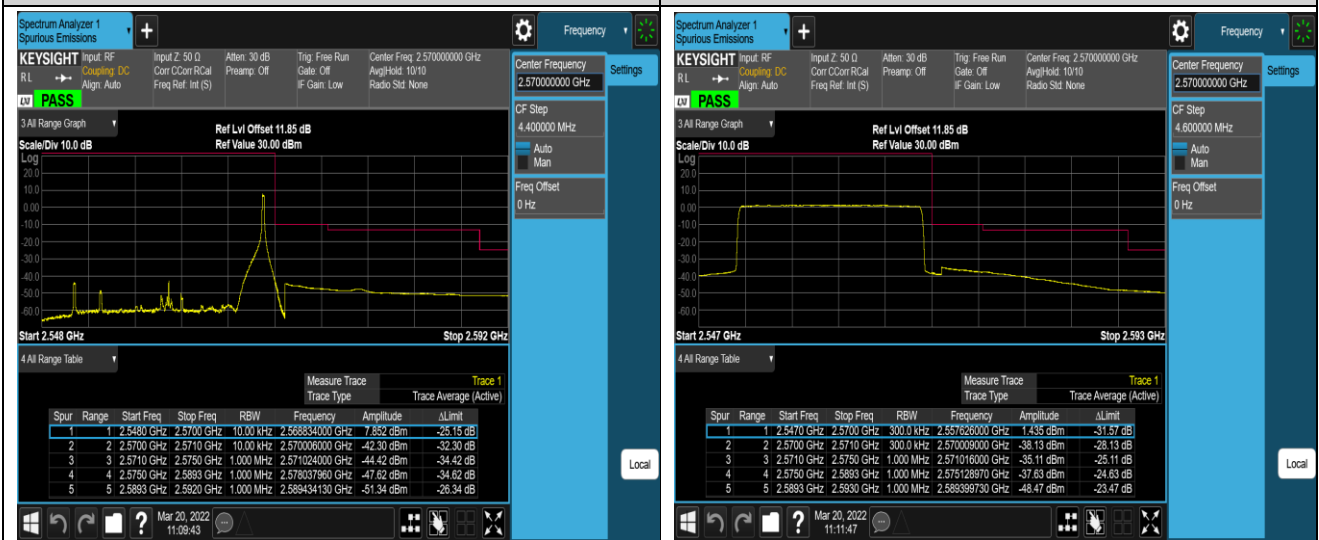 Spectrum Analyzer 1
Spurious Emissions
+
Frequency
KEYSIGHT Input: RF Input Z: 50 Ω Atten: 30 dB Trig: Free Run Center Freq: 2.570000000 GHz
RL Coupling: DC Corr CCorr RCal Preamp: Off Gate: Off Avg|Hold: 10/10
Align: Auto Freq Ref: Int (S) IF Gain: Low Radio Std: None
LXI PASS
Center Frequency
2.570000000 GHz
Settings
CF Step
4.400000 MHz
Auto
Man
Freq Offset
0 Hz
3 All Range Graph
Ref Lvl Offset 11.85 dB
Scale/Div 10.0 dB Ref Value 30.00 dBm
Log
20.0
10.0
0.00
-10.0
-20.0
-30.0
-40.0
-50.0
-60.0
Start 2.548 GHz Stop 2.592 GHz
4 All Range Table
Measure Trace Trace 1
Trace Type Trace Average (Active)
Spur Range Start Freq Stop Freq RBW Frequency Amplitude ΔLimit
1 1 2.5480 GHz 2.5700 GHz 10.00 kHz 2.568834000 GHz 7.852 dBm -25.15 dB
2 2 2.5700 GHz 2.5710 GHz 10.00 kHz 2.570006000 GHz -42.30 dBm -32.30 dB
3 3 2.5710 GHz 2.5750 GHz 1.000 MHz 2.571024000 GHz -44.42 dBm -34.42 dB
4 4 2.5750 GHz 2.5893 GHz 1.000 MHz 2.578037960 GHz -47.62 dBm -34.62 dB
5 5 2.5893 GHz 2.5920 GHz 1.000 MHz 2.589434130 GHz -51.34 dBm -26.34 dB
Local
? Mar 20, 2022
11:09:43
Spectrum Analyzer 1
Spurious Emissions
+
Frequency
KEYSIGHT Input: RF Input Z: 50 Ω Atten: 30 dB Trig: Free Run Center Freq: 2.570000000 GHz
RL Coupling: DC Corr CCorr RCal Preamp: Off Gate: Off Avg|Hold: 10/10
Align: Auto Freq Ref: Int (S) IF Gain: Low Radio Std: None
LXI PASS
Center Frequency
2.570000000 GHz
Settings
CF Step
4.600000 MHz
Auto
Man
Freq Offset
0 Hz
3 All Range Graph
Ref Lvl Offset 11.85 dB
Scale/Div 10.0 dB Ref Value 30.00 dBm
Log
20.0
10.0
0.00
-10.0
-20.0
-30.0
-40.0
-50.0
-60.0
Start 2.547 GHz Stop 2.593 GHz
4 All Range Table
Measure Trace Trace 1
Trace Type Trace Average (Active)
Spur Range Start Freq Stop Freq RBW Frequency Amplitude ΔLimit
1 1 2.5470 GHz 2.5700 GHz 300.0 kHz 2.557626000 GHz 1.435 dBm -31.57 dB
2 2 2.5700 GHz 2.5710 GHz 300.0 kHz 2.570009000 GHz -38.13 dBm -28.13 dB
3 3 2.5710 GHz 2.5750 GHz 1.000 MHz 2.571016000 GHz -35.11 dBm -25.11 dB
4 4 2.5750 GHz 2.5893 GHz 1.000 MHz 2.575128970 GHz -37.63 dBm -24.63 dB
5 5 2.5893 GHz 2.5930 GHz 1.000 MHz 2.589399730 GHz -48.47 dBm -23.47 dB
Local
? Mar 20, 2022
11:11:47